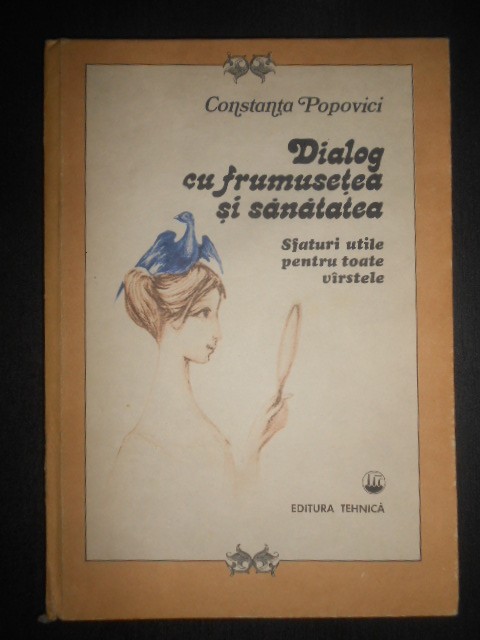 Constanța Popovici
Dialog
cu frumusețea
și sănătatea
Sfaturi utile
pentru toate
vîrstele
EDITURA TEHNICĂ